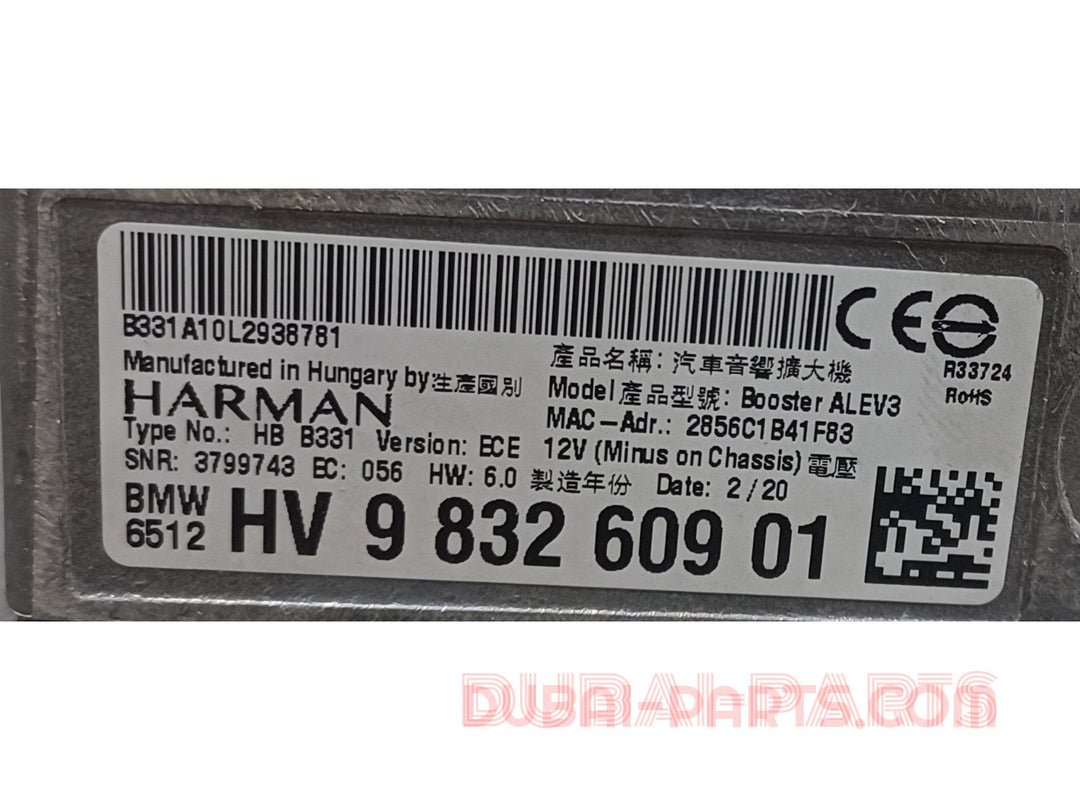 B331A10L2938781
Manufactured in Hungary by 生產國別
HARMAN
Type No.: HB B331 Version: ECE
SNR: 3799743 EC: 056 HW: 6.0
產品名稱: 汽車音響擴大機
Model 產品型號: Booster ALEV3
MAC-Adr.: 2856C1B41F83
12V (Minus on Chassis) 電壓
製造年份 Date: 2/20
CE
R33724
RoHS
BMW
6512
HV 9 832 609 01
DUBAI-PARTS.COM